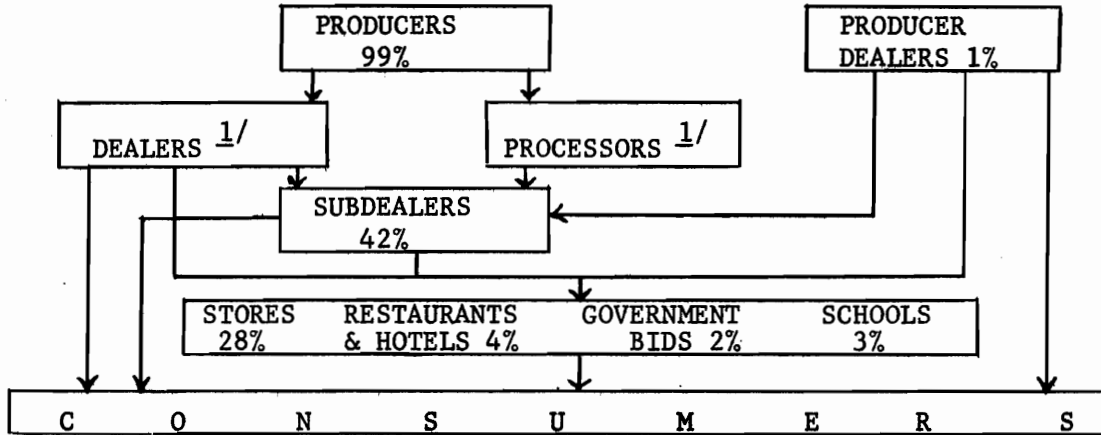 PRODUCERS
99%
PRODUCER
DEALERS 1%
DEALERS 1/
PROCESSORS 1/
SUBDEALERS
42%
STORES
28%
RESTAURANTS
& HOTELS 4%
GOVERNMENT
BIDS 2%
SCHOOLS
3%
C O N S U M E R S